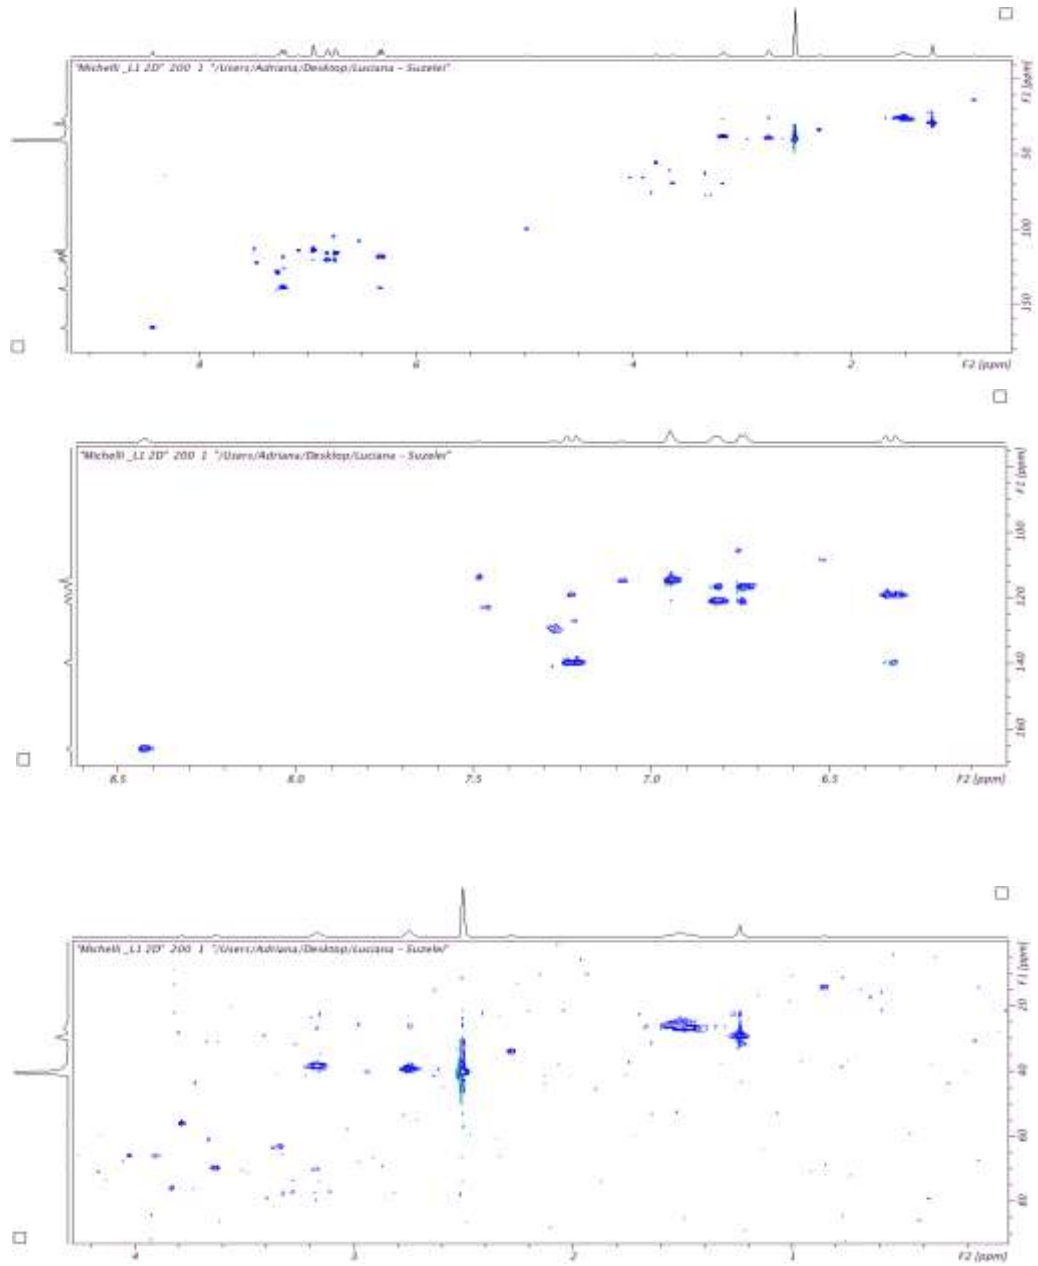 "Michelli _L1 2D" 200 1 "/Users/Adriana/Desktop/Luciana - Suzelei"
F1 [ppm]
50
100
150
8
6
4
2
F2 [ppm]
"Michelli _L1 2D" 200 1 "/Users/Adriana/Desktop/Luciana - Suzelei"
F1 [ppm]
100
120
140
160
8.5
8.0
7.5
7.0
6.5
F2 [ppm]
"Michelli _L1 2D" 200 1 "/Users/Adriana/Desktop/Luciana - Suzelei"
F1 [ppm]
20
40
60
80
4
3
2
1
F2 [ppm]